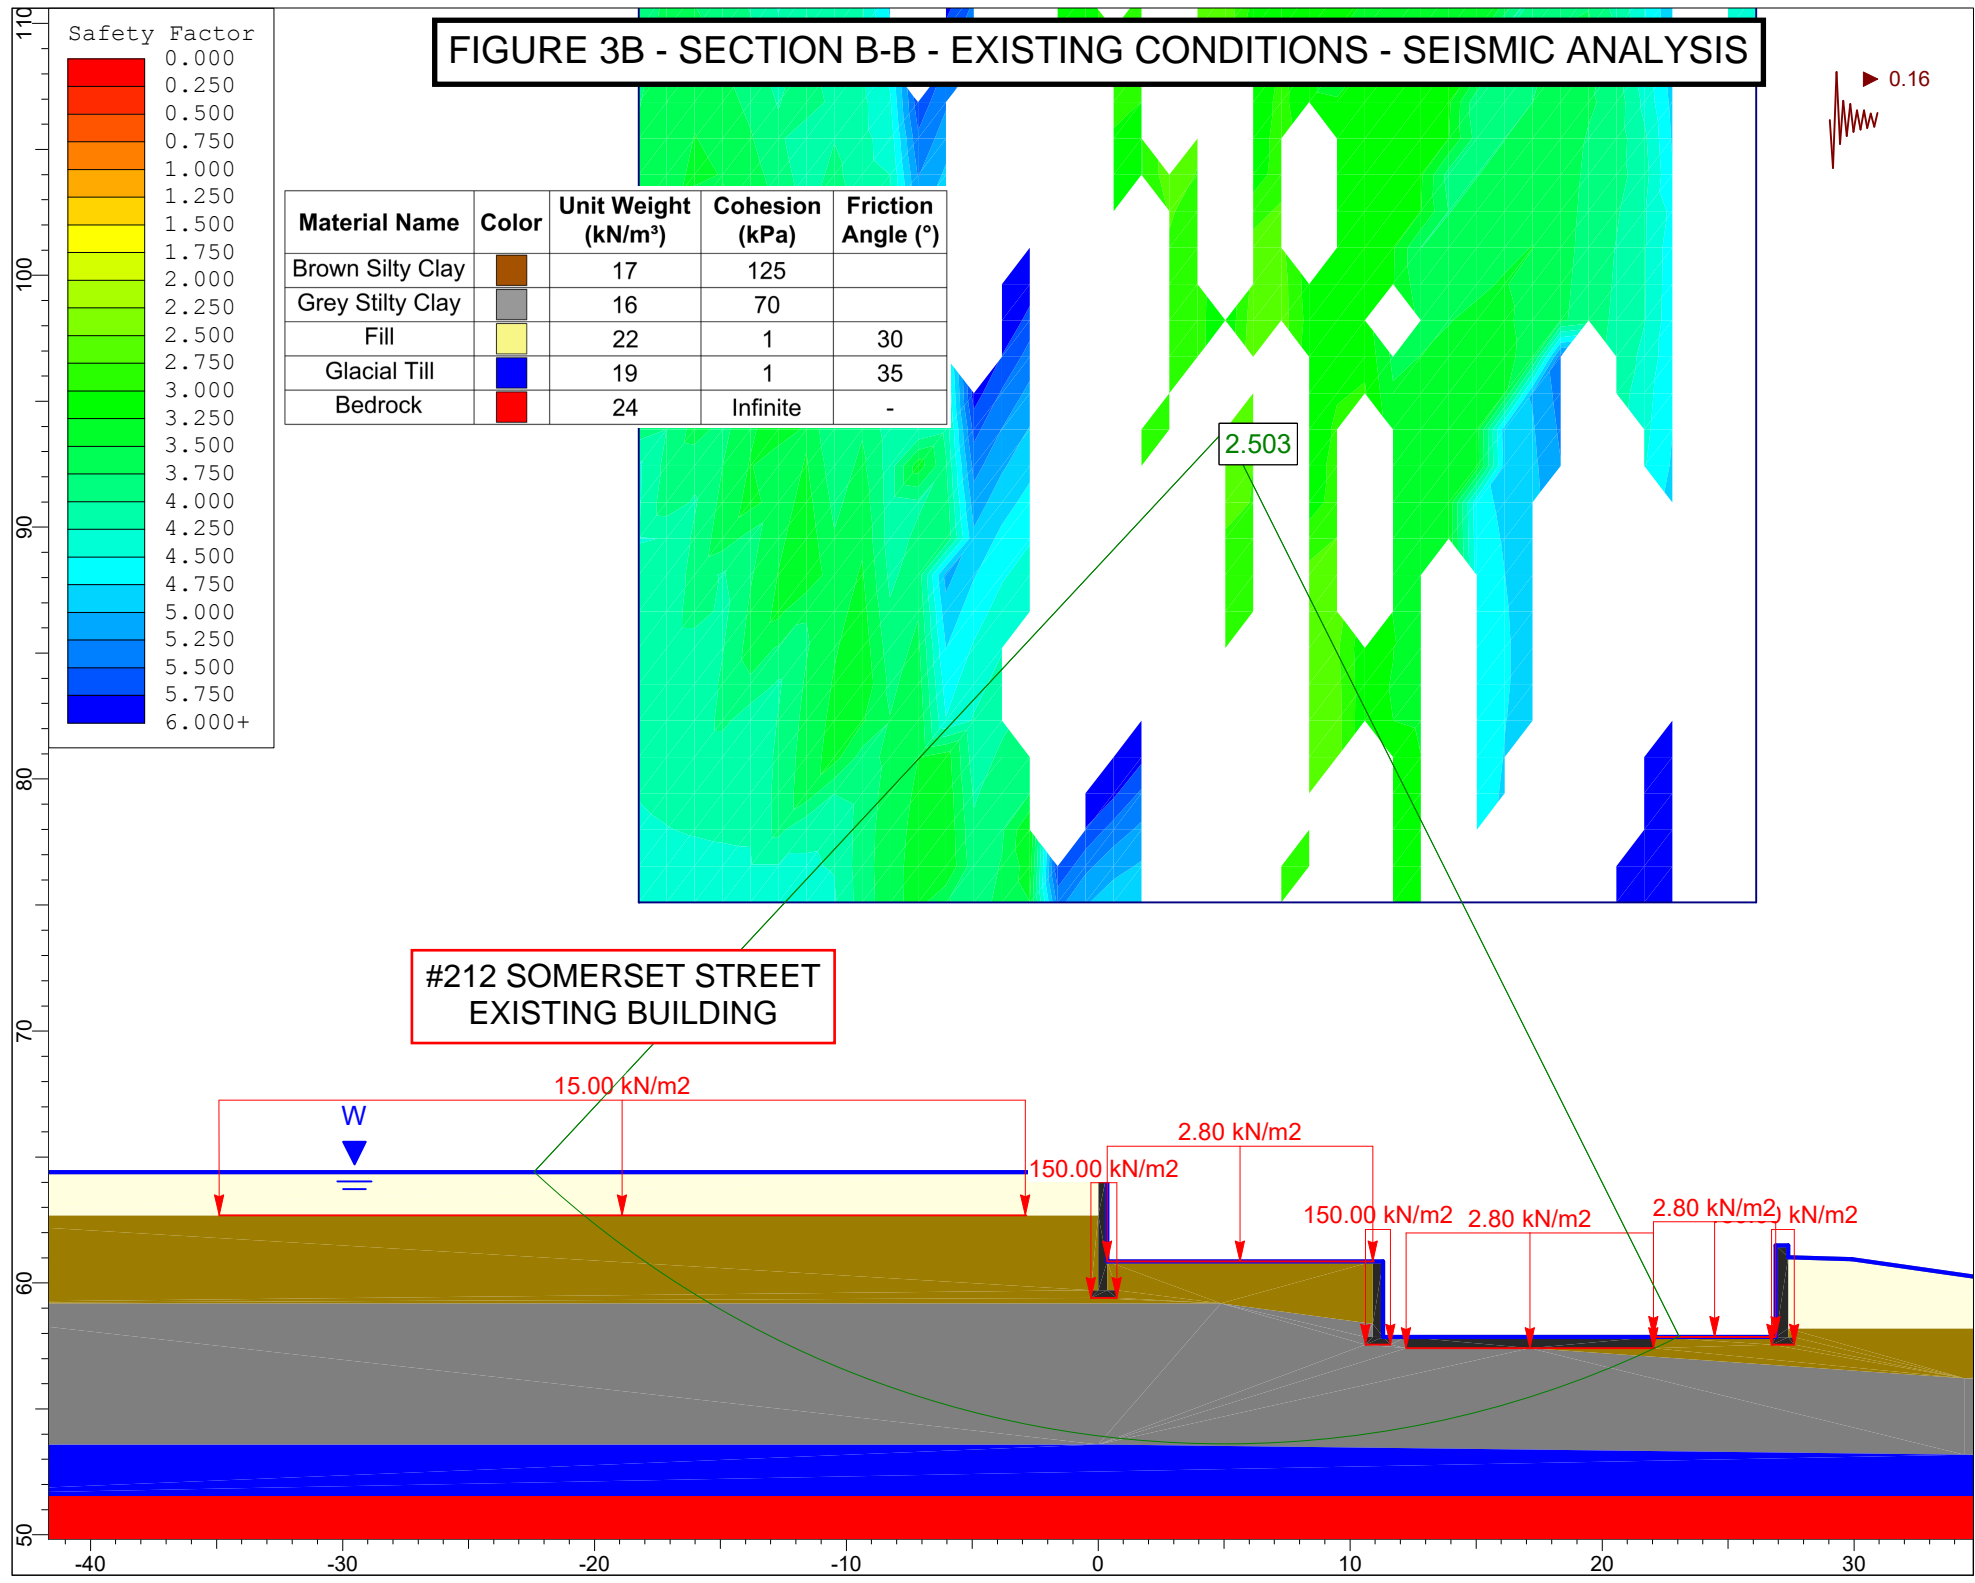 FIGURE 3B - SECTION B-B - EXISTING CONDITIONS - SEISMIC ANALYSIS
Safety Factor
0.000
0.250
0.500
0.750
1.000
1.250
1.500
1.750
2.000
2.250
2.500
2.750
3.000
3.250
3.500
3.750
4.000
4.250
4.500
4.750
5.000
5.250
5.500
5.750
6.000+
0.16
Material Name Color Unit Weight (kN/m³) Cohesion (kPa) Friction Angle (°)
Brown Silty Clay 17 125
Grey Stilty Clay 16 70
Fill 22 1 30
Glacial Till 19 1 35
Bedrock 24 Infinite -
2.503
#212 SOMERSET STREET
EXISTING BUILDING
15.00 kN/m2
W
2.80 kN/m2
150.00 kN/m2
150.00 kN/m2
2.80 kN/m2
2.80 kN/m2
kN/m2
110
100
90
80
70
60
50
-40 -30 -20 -10 0 10 20 30